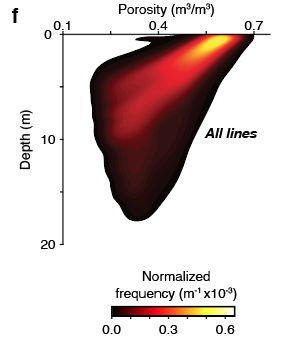 f
Porosity (m³/m³)
0.1 0.4 0.7
0
10
20
Depth (m)
All lines
Normalized
frequency (m⁻¹ x10⁻³)
0.0 0.3 0.6